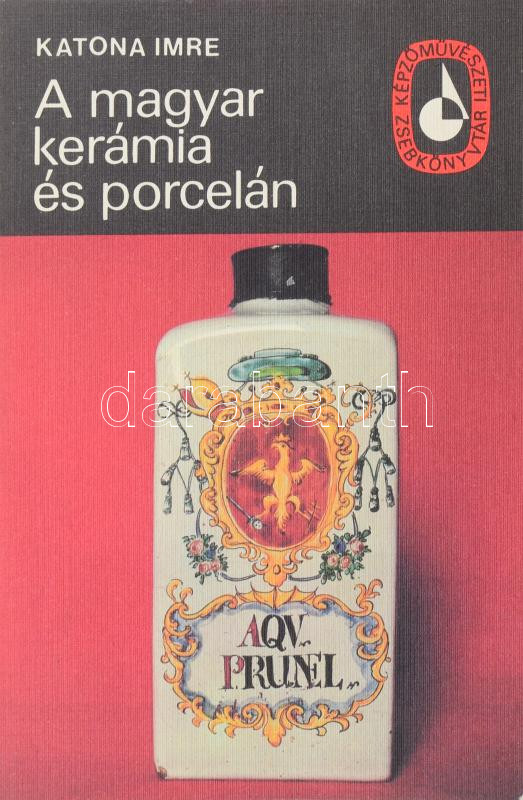 KATONA IMRE
A magyar
kerámia
és porcelán
KÉPZŐMŰVÉSZETI ZSEBKÖNYVTÁR
darabanth
AQV.
PRUNEL.